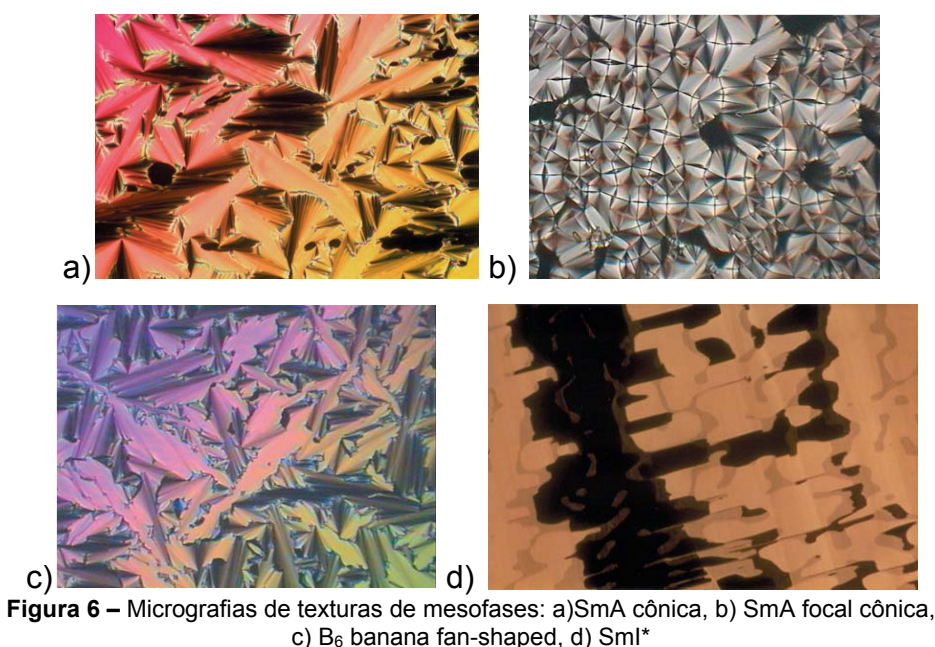 a)
b)
c)
d)
Figura 6 – Micrografias de texturas de mesofases: a)SmA cônica, b) SmA focal cônica,
c) B₆ banana fan-shaped, d) SmI*